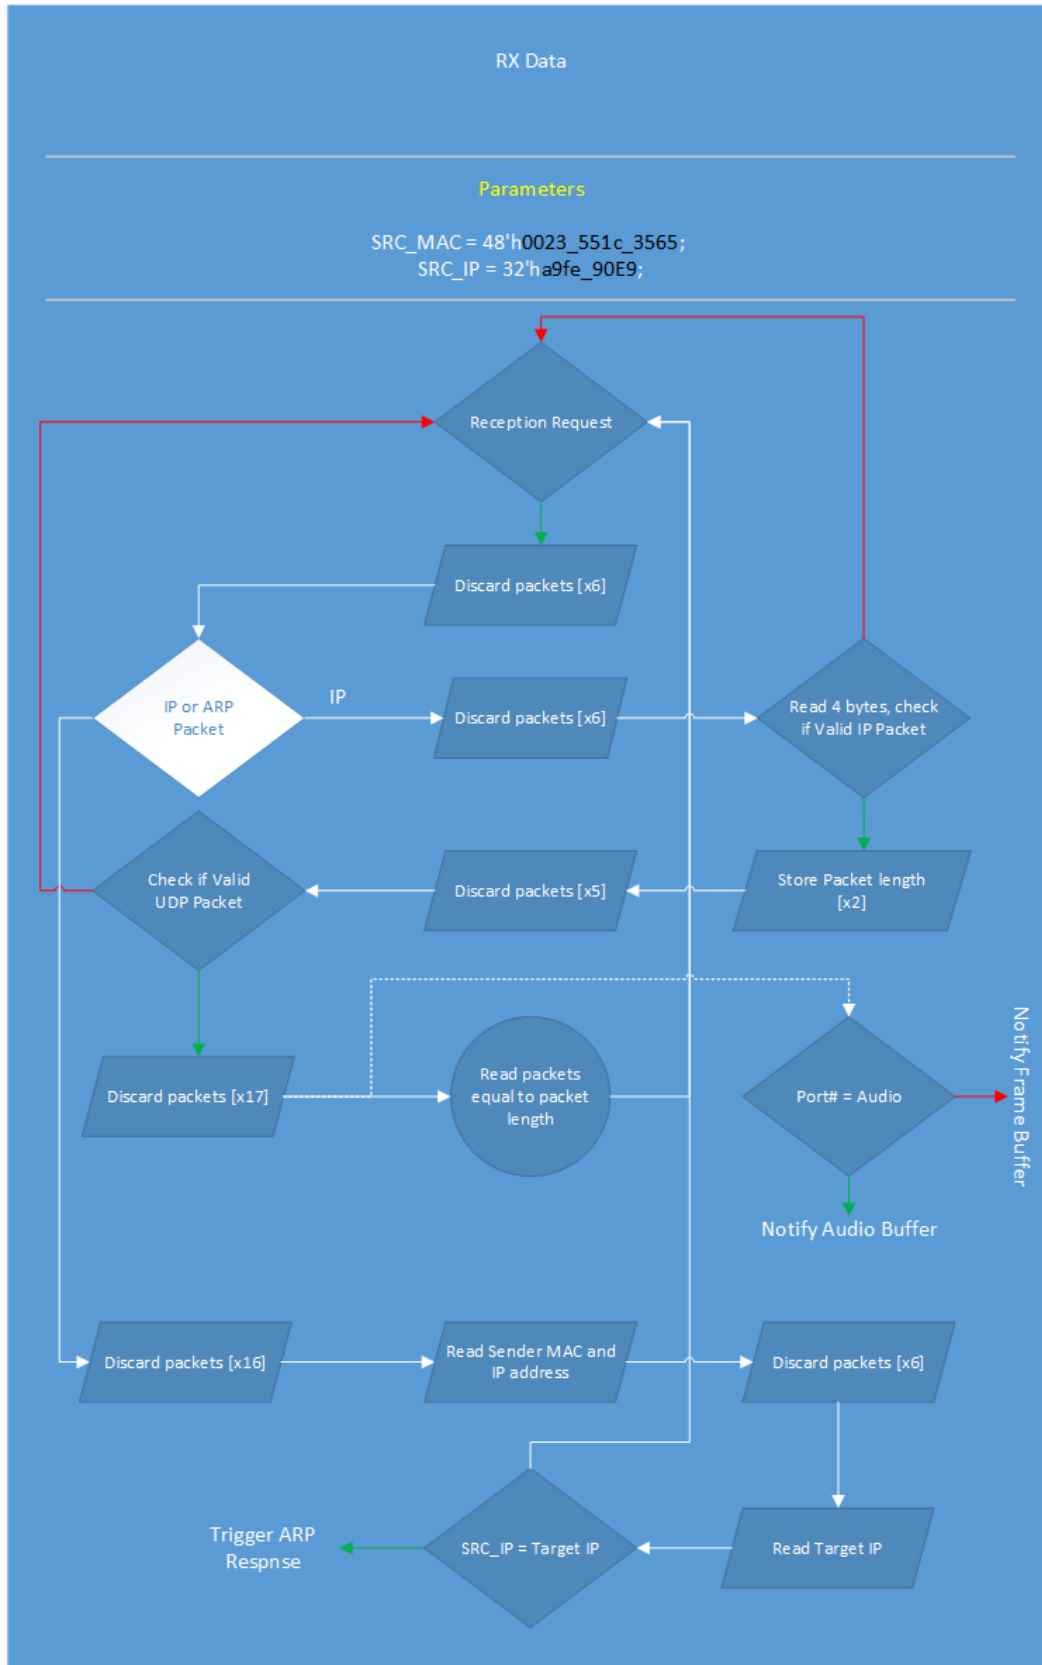 RX Data
Parameters
SRC_MAC = 48'h0023_551c_3565;
SRC_IP = 32'ha9fe_90E9;
Reception Request
Discard packets [x6]
IP or ARP
Packet
IP
Discard packets [x6]
Read 4 bytes, check
if Valid IP Packet
Check if Valid
UDP Packet
Discard packets [x5]
Store Packet length
[x2]
Discard packets [x17]
Read packets
equal to packet
length
Port# = Audio
Notify Frame Buffer
Notify Audio Buffer
Discard packets [x16]
Read Sender MAC and
IP address
Discard packets [x6]
Trigger ARP
Respnse
SRC_IP = Target IP
Read Target IP